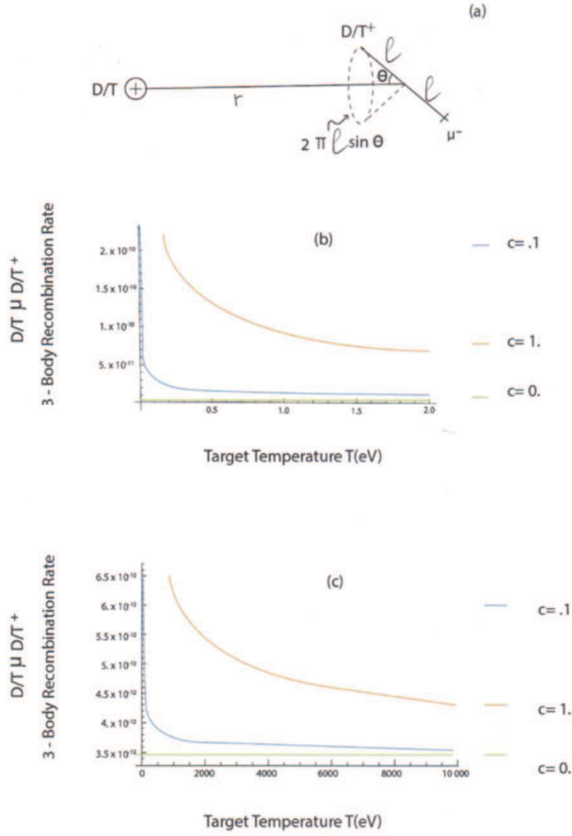 (a)
D/T+
ℓ
D/T
+
θ
r
ℓ
μ-
2 π ℓ sin θ
D/T μ D/T+
3 - Body Recombination Rate
(b)
2. x 10-10
1.5 x 10-10
1. x 10-10
5. x 10-11
0.5
1.0
1.5
2.0
Target Temperature T(eV)
c= .1
c= 1.
c= 0.
D/T μ D/T+
3 - Body Recombination Rate
(c)
6.5 x 10-12
6. x 10-12
5.5 x 10-12
5. x 10-12
4.5 x 10-12
4. x 10-12
3.5 x 10-12
0
2000
4000
6000
8000
10 000
Target Temperature T(eV)
c= .1
c= 1.
c= 0.